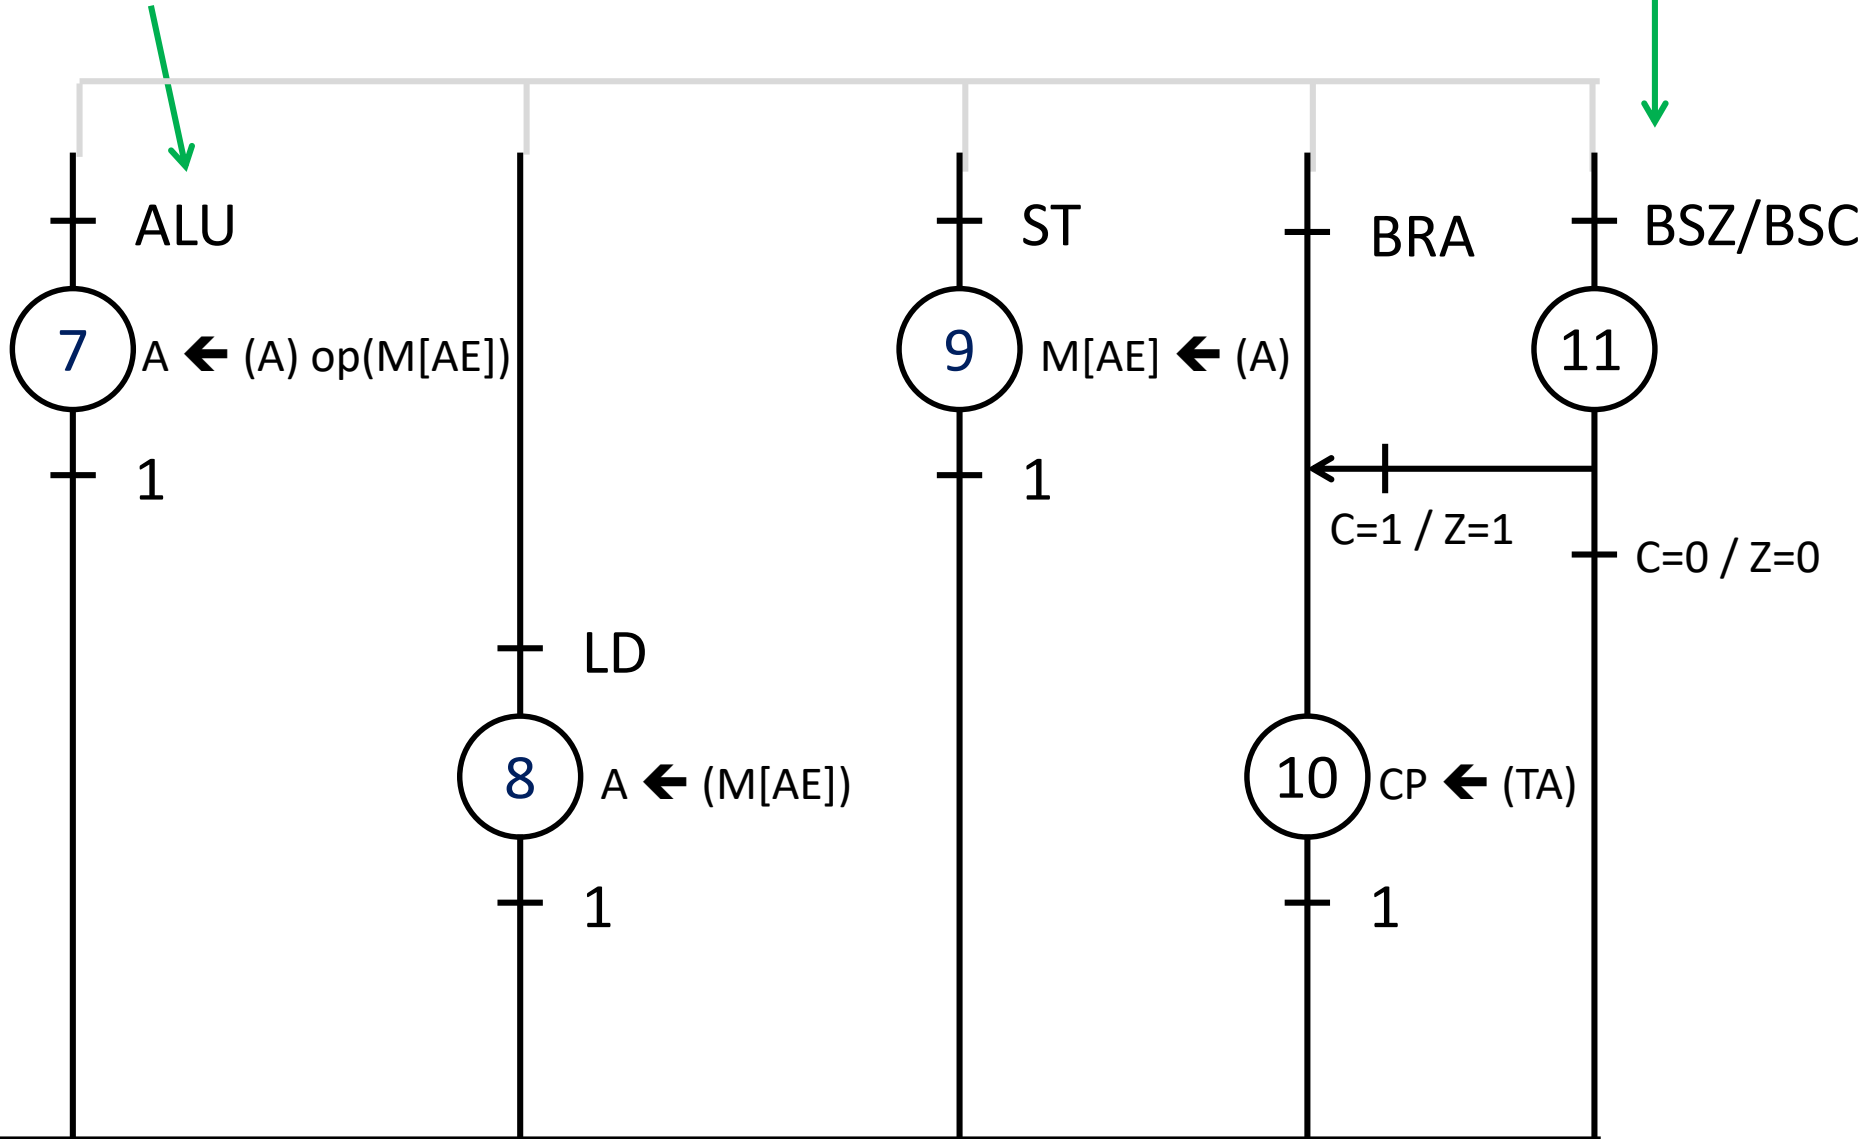 ALU
ST
BRA
BSZ/BSC
7
A 🡸 (A) op(M[AE])
9
M[AE] 🡸 (A)
11
1
1
C=1 / Z=1
C=0 / Z=0
LD
8
A 🡸 (M[AE])
10
CP 🡸 (TA)
1
1